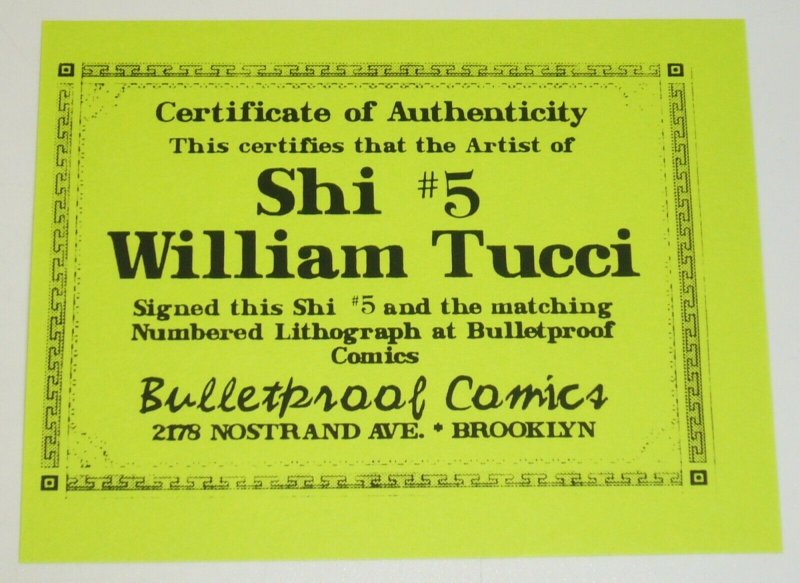 Certificate of Authenticity
This certifies that the Artist of
Shi #5
William Tucci
Signed this Shi #5 and the matching
Numbered Lithograph at Bulletproof
Comics
Bulletproof Comics
2178 NOSTRAND AVE. * BROOKLYN